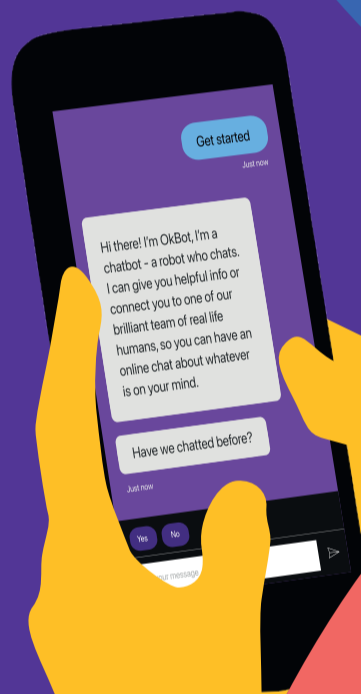 Get started
Just now
Hi there! I'm OkBot, I'm a
chatbot - a robot who chats.
I can give you helpful info or
connect you to one of our
brilliant team of real life
humans, so you can have an
online chat about whatever
is on your mind.
Have we chatted before?
Just now
Yes
No
message